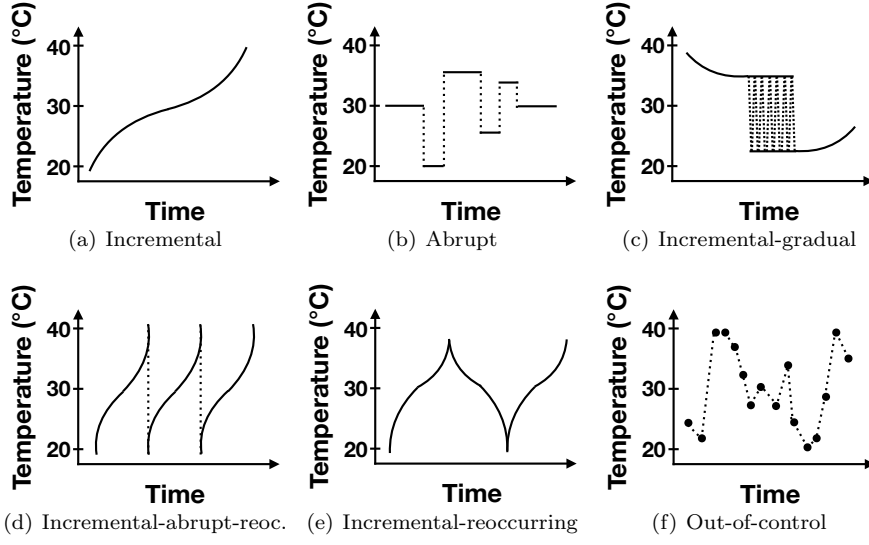 Temperature (°C)
40
30
20
Time
(a) Incremental
Temperature (°C)
40
30
20
Time
(b) Abrupt
Temperature (°C)
40
30
20
Time
(c) Incremental-gradual
Temperature (°C)
40
30
20
Time
(d) Incremental-abrupt-reoc.
Temperature (°C)
40
30
20
Time
(e) Incremental-reoccurring
Temperature (°C)
40
30
20
Time
(f) Out-of-control